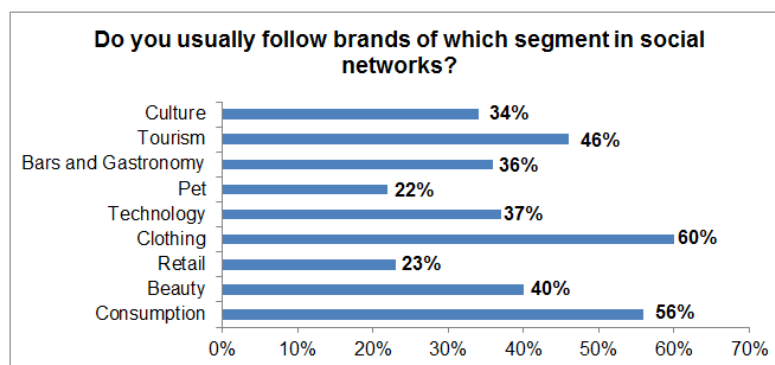 Do you usually follow brands of which segment in social
networks?
Culture 34%
Tourism 46%
Bars and Gastronomy 36%
Pet 22%
Technology 37%
Clothing 60%
Retail 23%
Beauty 40%
Consumption 56%
0% 10% 20% 30% 40% 50% 60% 70%